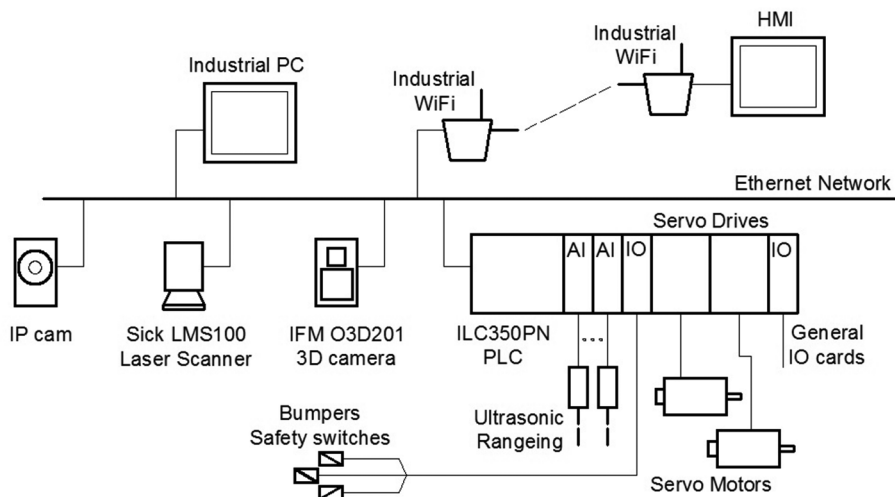 HMI
Industrial
WiFi
Industrial PC
Industrial
WiFi
Ethernet Network
Servo Drives
AI
AI
IO
IO
IP cam
Sick LMS100
Laser Scanner
IFM O3D201
3D camera
ILC350PN
PLC
General
IO cards
Ultrasonic
Rangeing
Bumpers
Safety switches
Servo Motors